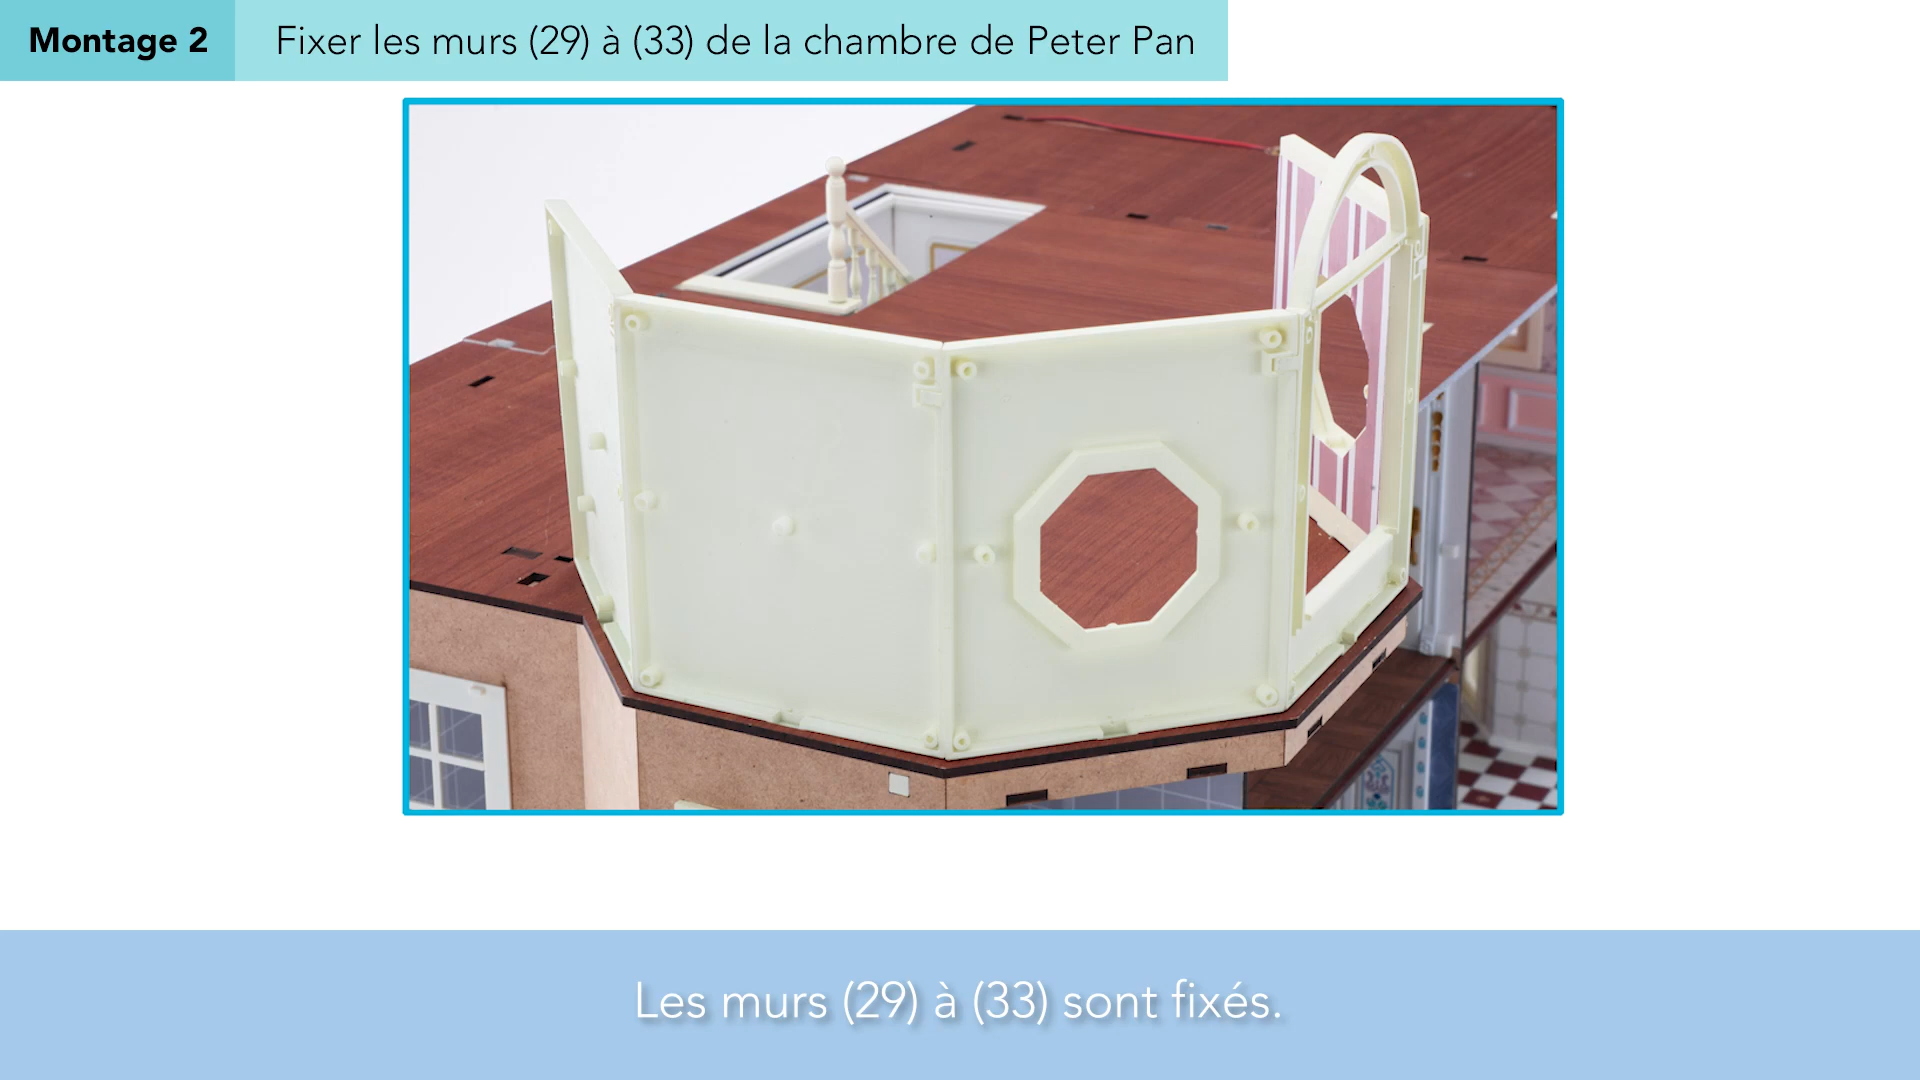 Montage 2
Fixer les murs (29) à (33) de la chambre de Peter Pan
Les murs (29) à (33) sont fixés.